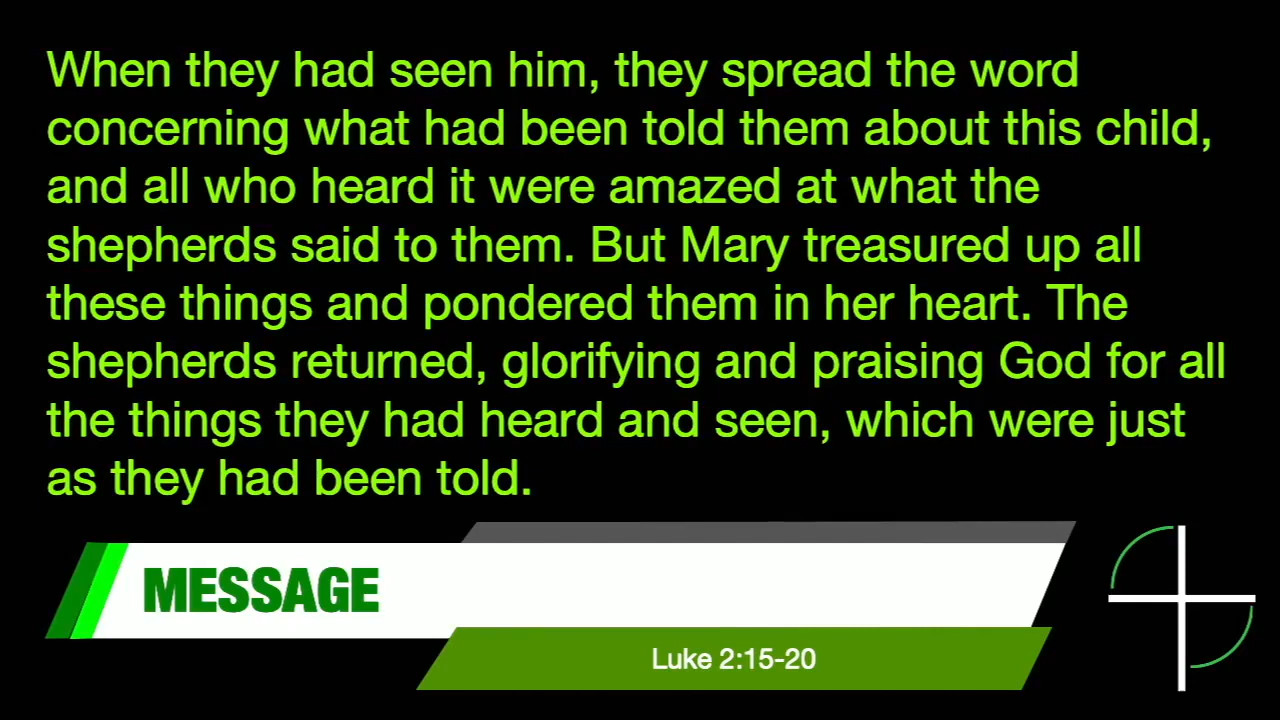 When they had seen him, they spread the word
concerning what had been told them about this child,
and all who heard it were amazed at what the
shepherds said to them. But Mary treasured up all
these things and pondered them in her heart. The
shepherds returned, glorifying and praising God for all
the things they had heard and seen, which were just
as they had been told.
MESSAGE
Luke 2:15-20